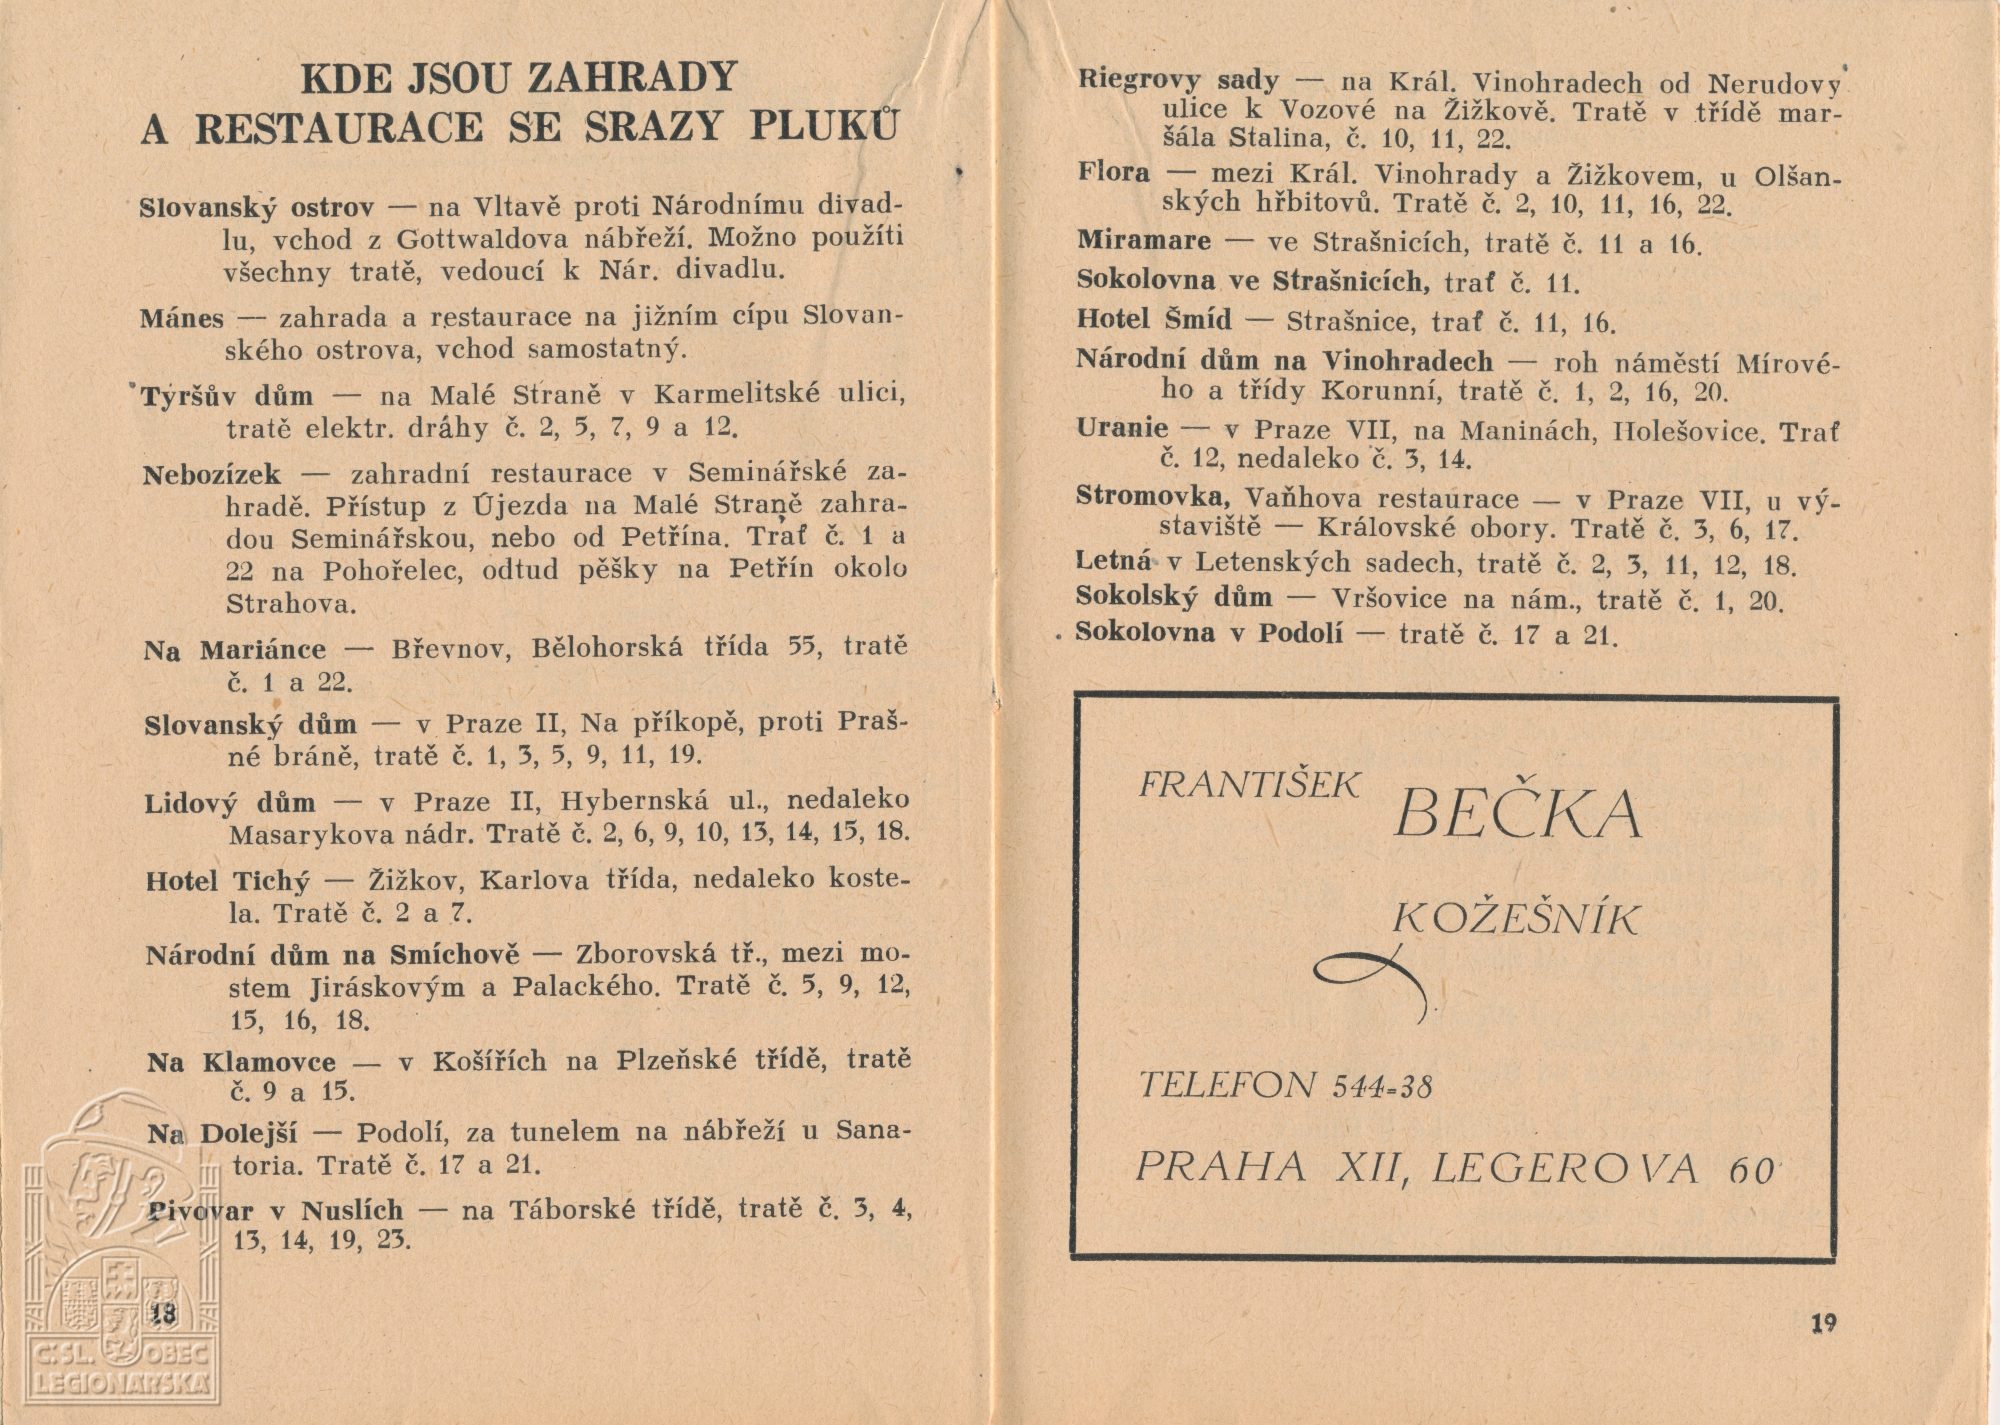 KDE JSOU ZAHRADY
A RESTAURACE SE SRAZY PLUKŮ
Slovanský ostrov — na Vltavě proti Národnímu divad-
lu, vchod z Gottwaldova nábřeží. Možno použíti
všechny tratě, vedoucí k Nár. divadlu.
Mánes — zahrada a restaurace na jižním cípu Slovan-
ského ostrova, vchod samostatný.
Tyršův dům — na Malé Straně v Karmelitské ulici,
tratě elektr. dráhy č. 2, 5, 7, 9 a 12.
Nebozízek — zahradní restaurace v Seminářské za-
hradě. Přístup z Újezda na Malé Straně zahra-
dou Seminářskou, nebo od Petřína. Trať č. 1 a
22 na Pohořelec, odtud pěšky na Petřín okolo
Strahova.
Na Mariánce — Břevnov, Bělohorská třída 55, tratě
č. 1 a 22.
Slovanský dům — v Praze II, Na příkopě, proti Praš-
né bráně, tratě č. 1, 3, 5, 9, 11, 19.
Lidový dům — v Praze II, Hybernská ul., nedaleko
Masarykova nádr. Tratě č. 2, 6, 9, 10, 13, 14, 15, 18.
Hotel Tichý — Žižkov, Karlova třída, nedaleko koste-
la. Tratě č. 2 a 7.
Národní dům na Smíchově — Zborovská tř., mezi mo-
stem Jiráskovým a Palackého. Tratě č. 5, 9, 12,
15, 16, 18.
Na Klamovce — v Košířích na Plzeňské třídě, tratě
č. 9 a 15.
Na Dolejší — Podolí, za tunelem na nábřeží u Sana-
toria. Tratě č. 17 a 21.
Pivovar v Nuslích — na Táborské třídě, tratě č. 3, 4,
13, 14, 19, 23.
18
Č.SL. OBEC
LEGIONÁŘSKÁ
Riegrovy sady — na Král. Vinohradech od Nerudovy
ulice k Vozové na Žižkově. Tratě v třídě mar-
šála Stalina, č. 10, 11, 22.
Flora — mezi Král. Vinohrady a Žižkovem, u Olšan-
ských hřbitovů. Tratě č. 2, 10, 11, 16, 22.
Miramare — ve Strašnicích, tratě č. 11 a 16.
Sokolovna ve Strašnicích, trať č. 11.
Hotel Šmíd — Strašnice, trať č. 11, 16.
Národní dům na Vinohradech — roh náměstí Mírové-
ho a třídy Korunní, tratě č. 1, 2, 16, 20.
Uranie — v Praze VII, na Maninách, Holešovice. Trať
č. 12, nedaleko č. 3, 14.
Stromovka, Vaňhova restaurace — v Praze VII, u vý-
staviště — Královské obory. Tratě č. 3, 6, 17.
Letná v Letenských sadech, tratě č. 2, 3, 11, 12, 18.
Sokolský dům — Vršovice na nám., tratě č. 1, 20.
Sokolovna v Podolí — tratě č. 17 a 21.
FRANTIŠEK BEČKA
KOŽEŠNÍK
TELEFON 544-38
PRAHA XII, LEGEROVA 60
19